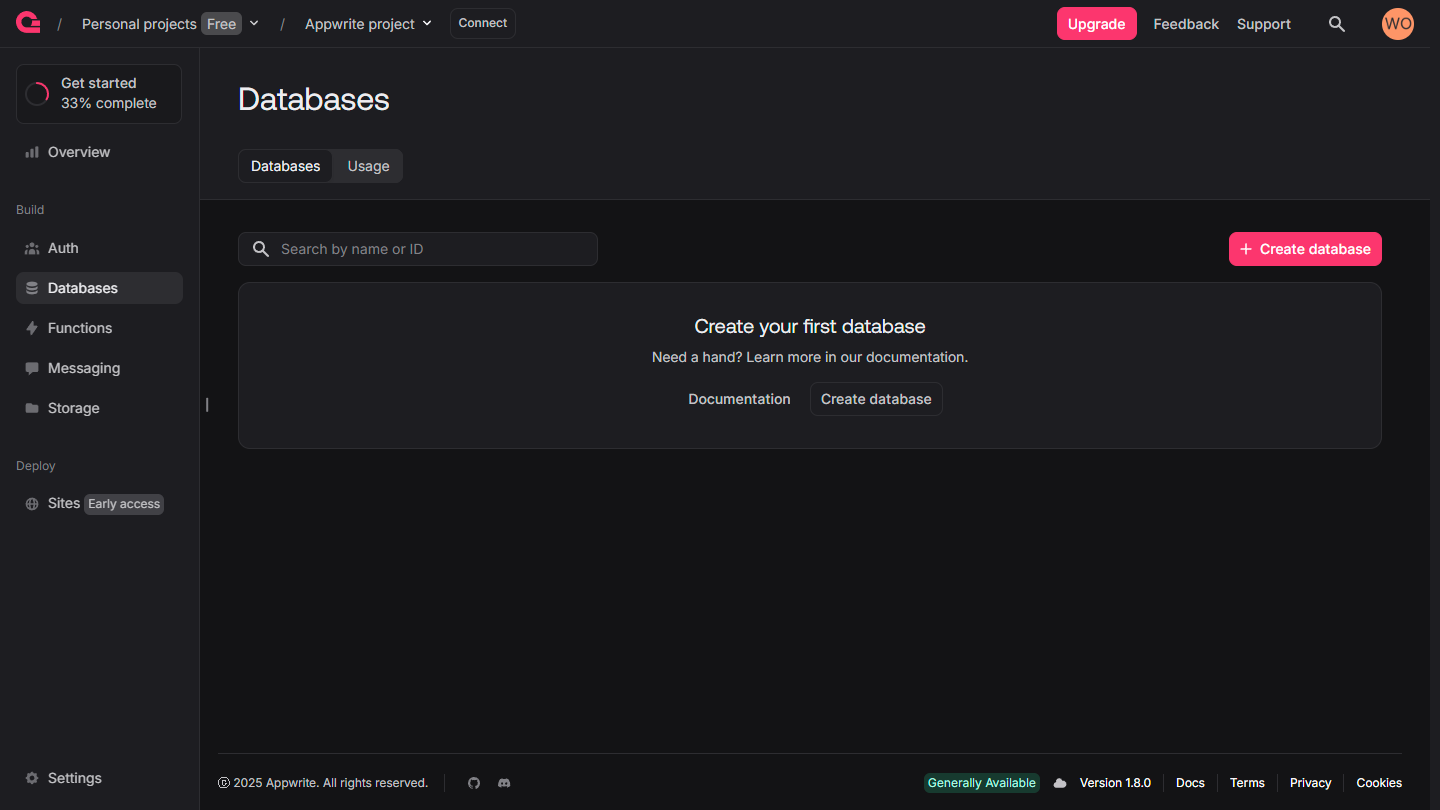 / Personal projects Free / Appwrite project Connect Upgrade Feedback Support WO
Get started
33% complete
Overview
Build
Auth
Databases
Functions
Messaging
Storage
Deploy
Sites Early access
Settings
Databases
Databases Usage
Search by name or ID
+ Create database
Create your first database
Need a hand? Learn more in our documentation.
Documentation Create database
© 2025 Appwrite. All rights reserved.
Generally Available Version 1.8.0 Docs Terms Privacy Cookies